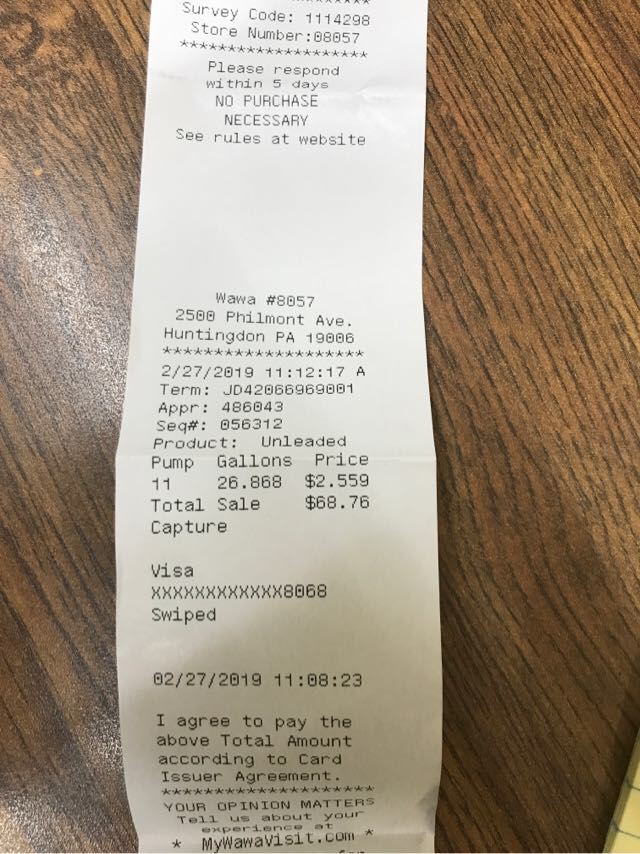 Survey Code: 1114298
Store Number:08057
********************
Please respond
within 5 days
NO PURCHASE
NECESSARY
See rules at website
Wawa #8057
2500 Philmont Ave.
Huntingdon PA 19006
********************
2/27/2019 11:12:17 A
Term: JD42066969001
Appr: 486043
Seq#: 056312
Product:  Unleaded
Pump  Gallons  Price
11  26.868  $2.559
Total Sale  $68.76
Capture
Visa
XXXXXXXXXXXX8068
Swiped
02/27/2019 11:08:23
I agree to pay the
above Total Amount
according to Card
Issuer Agreement.
********************
YOUR OPINION MATTERS
Tell us about your
experience at
* MyWawaVisit.com *